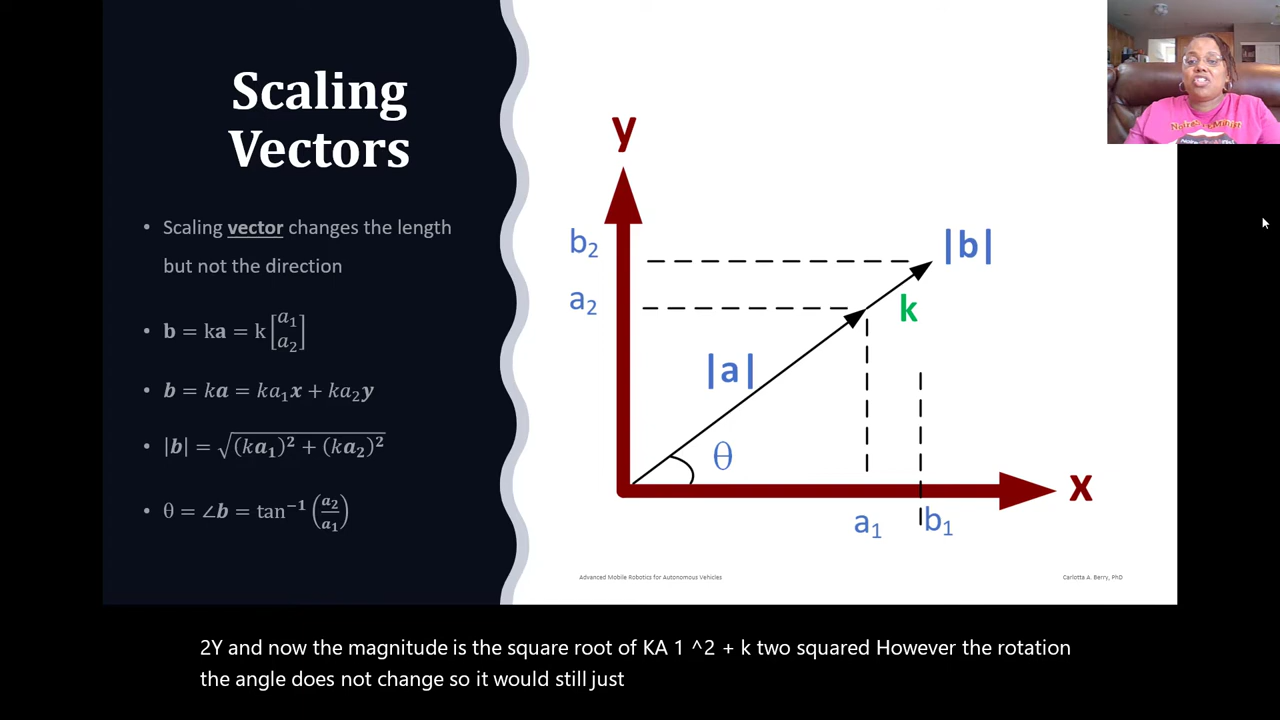 Scaling
Vectors
• Scaling vector changes the length
but not the direction
• b = ka = k [a₁ a₂]
• b = ka = ka₁x + ka₂y
• |b| = √(ka₁)² + (ka₂)²
• θ = ∠b = tan⁻¹ (a₂/a₁)
y
b₂
|b|
a₂
k
|a|
θ
x
a₁
b₁
Advanced Mobile Robotics for Autonomous Vehicles
Carlotta A. Berry, PhD
2Y and now the magnitude is the square root of KA 1 ^2 + k two squared However the rotation
the angle does not change so it would still just